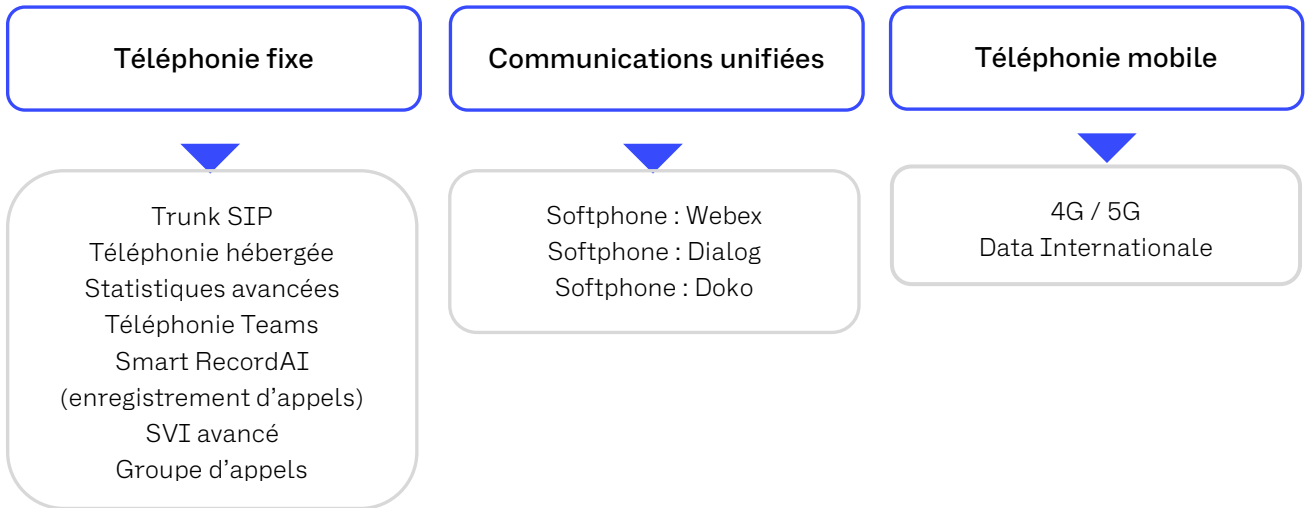 Téléphonie fixe
Trunk SIP
Téléphonie hébergée
Statistiques avancées
Téléphonie Teams
Smart RecordAI
(enregistrement d’appels)
SVI avancé
Groupe d’appels
Communications unifiées
Softphone : Webex
Softphone : Dialog
Softphone : Doko
Téléphonie mobile
4G / 5G
Data Internationale